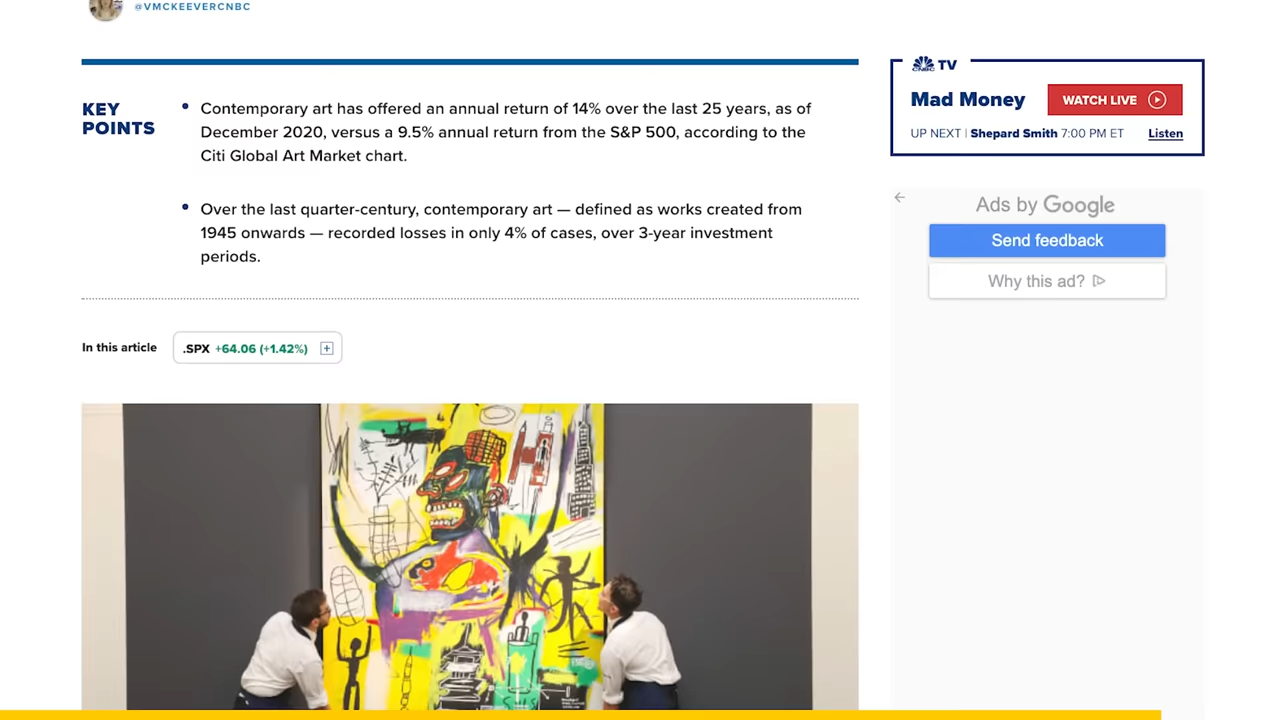 @VMCKEEVERCNBC
KEY
POINTS
Contemporary art has offered an annual return of 14% over the last 25 years, as of
December 2020, versus a 9.5% annual return from the S&P 500, according to the
Citi Global Art Market chart.
Over the last quarter-century, contemporary art — defined as works created from
1945 onwards — recorded losses in only 4% of cases, over 3-year investment
periods.
In this article
.SPX +64.06 (+1.42%)
CNBC TV
Mad Money
WATCH LIVE
UP NEXT | Shepard Smith 7:00 PM ET
Listen
Ads by Google
Send feedback
Why this ad?